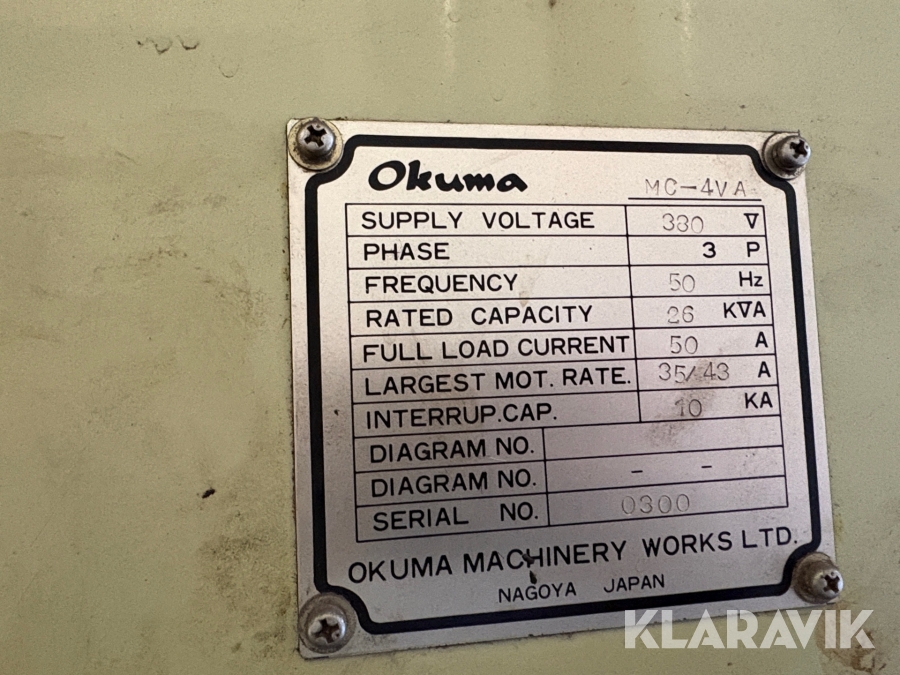 Okuma MC-4VA
SUPPLY VOLTAGE 380 V
PHASE 3 P
FREQUENCY 50 Hz
RATED CAPACITY 26 KVA
FULL LOAD CURRENT 50 A
LARGEST MOT. RATE. 35/43 A
INTERRUP.CAP. 10 KA
DIAGRAM NO.
DIAGRAM NO. - -
SERIAL NO. 0300
OKUMA MACHINERY WORKS LTD.
NAGOYA JAPAN
KLARAVIK